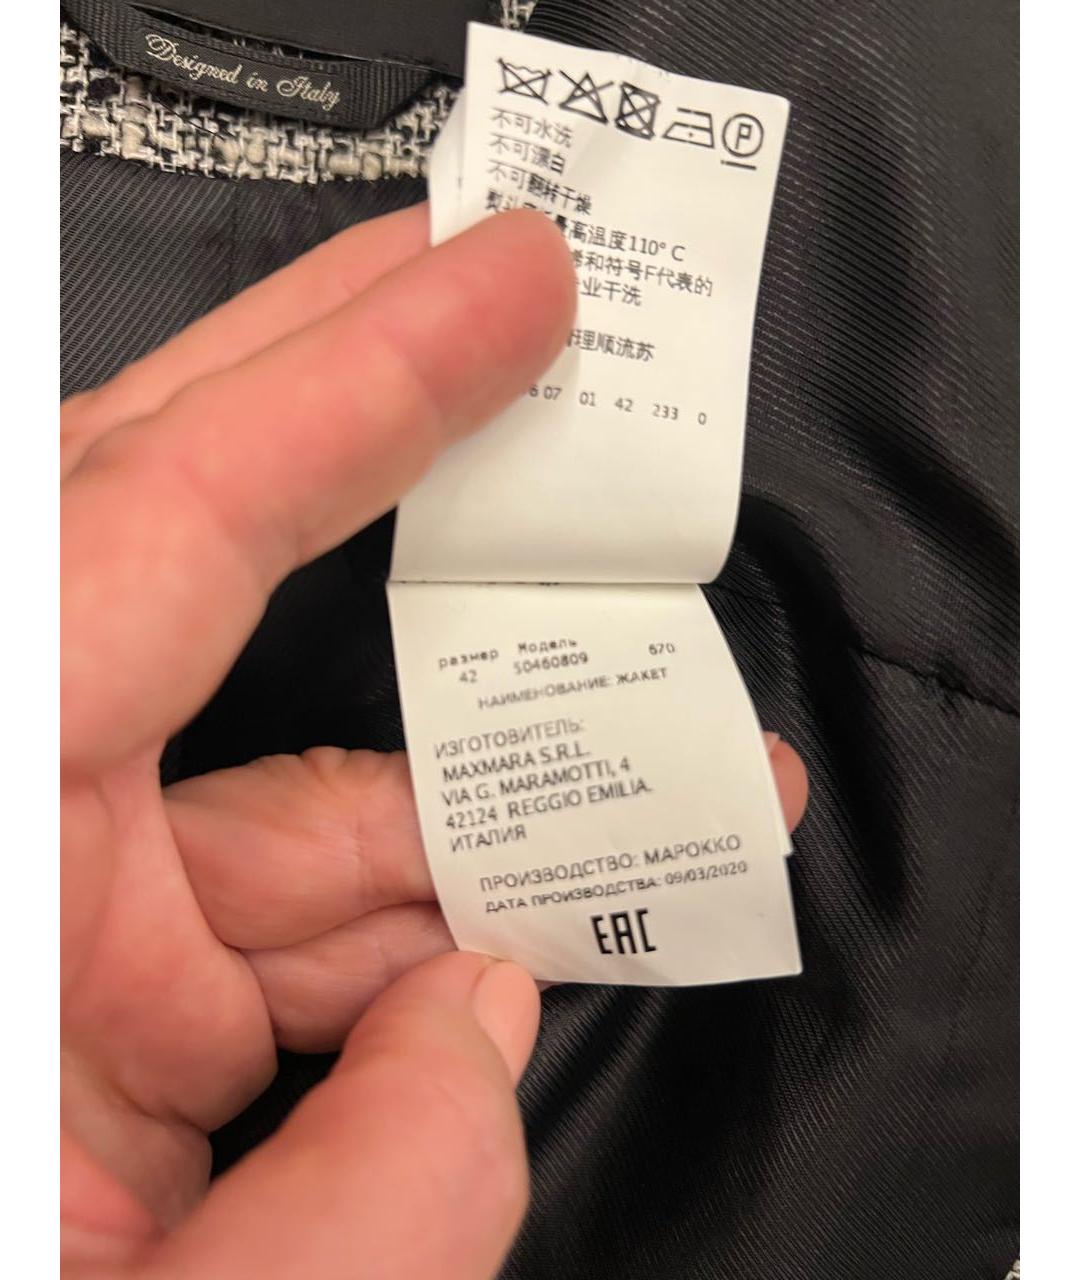 Designed in Italy
P
不可水洗
不可漂白
不可翻转干燥
最高温度110°C
烯和符号F代表的
业干洗
理顺流苏
07 01 42 233 0
размер Модель 670
42 50460809
НАИМЕНОВАНИЕ: ЖАКЕТ
ИЗГОТОВИТЕЛЬ:
MAXMARA S.R.L.
VIA G. MARAMOTTI, 4
42124 REGGIO EMILIA.
ИТАЛИЯ
ПРОИЗВОДСТВО: МАРОККО
ДАТА ПРОИЗВОДСТВА: 09/03/2020
EAC